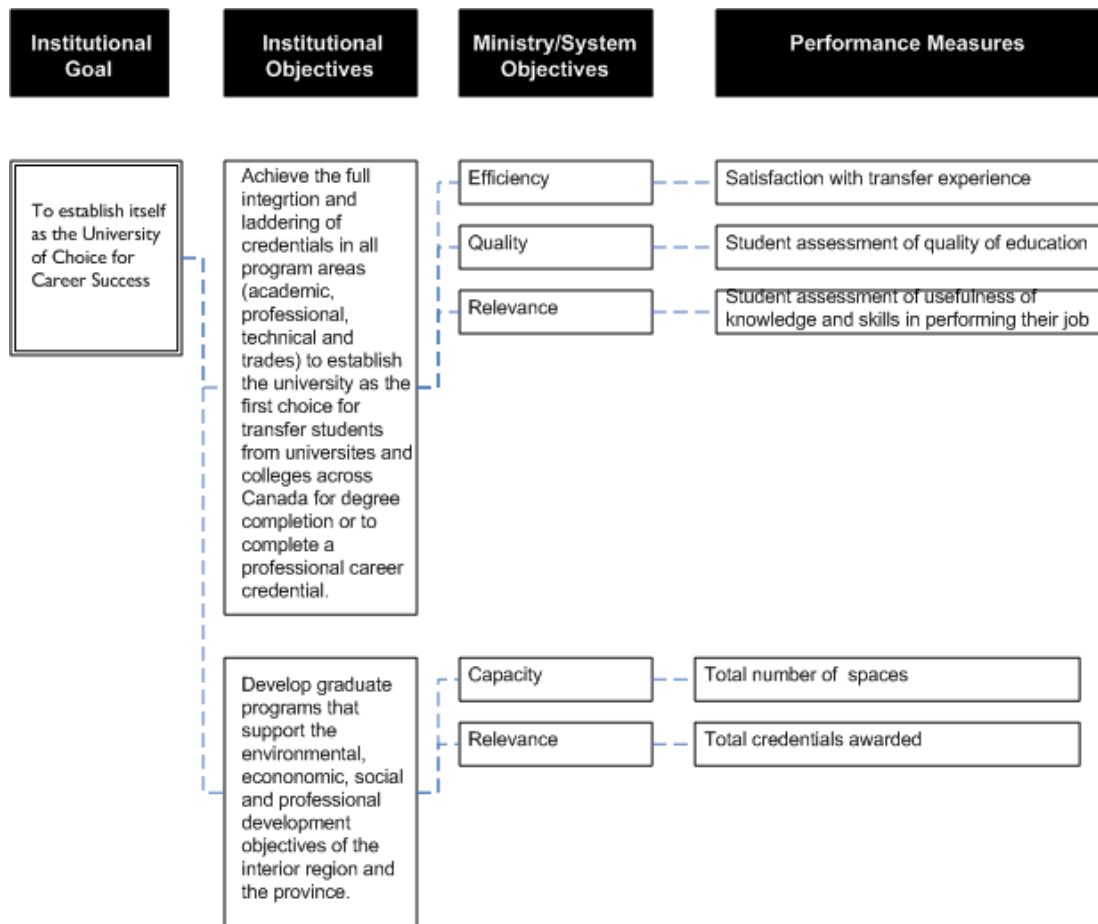 Institutional
Goal
Institutional
Objectives
Ministry/System
Objectives
Performance Measures
To establish itself
as the University
of Choice for
Career Success
Achieve the full
integrtion and
laddering of
credentials in all
program areas
(academic,
professional,
technical and
trades) to establish
the university as the
first choice for
transfer students
from universites and
colleges across
Canada for degree
completion or to
complete a
professional career
credential.
Efficiency
Satisfaction with transfer experience
Quality
Student assessment of quality of education
Relevance
Student assessment of usefulness of
knowledge and skills in performing their job
Develop graduate
programs that
support the
environmental,
econonomic, social
and professional
development
objectives of the
interior region and
the province.
Capacity
Total number of spaces
Relevance
Total credentials awarded